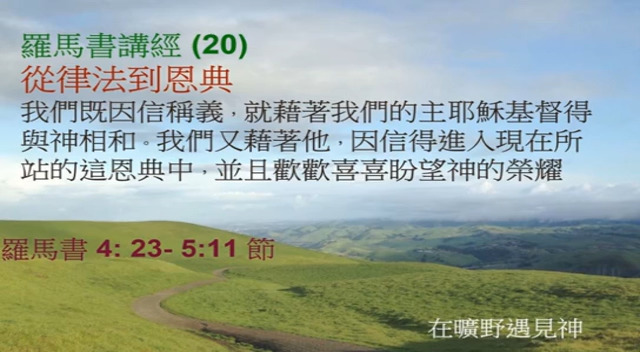 羅馬書講經 (20)
從律法到恩典
我們既因信稱義，就藉著我們的主耶穌基督得
與神相和。我們又藉著他，因信得進入現在所
站的這恩典中，並且歡歡喜喜盼望神的榮耀
羅馬書 4: 23- 5:11 節
在曠野遇見神